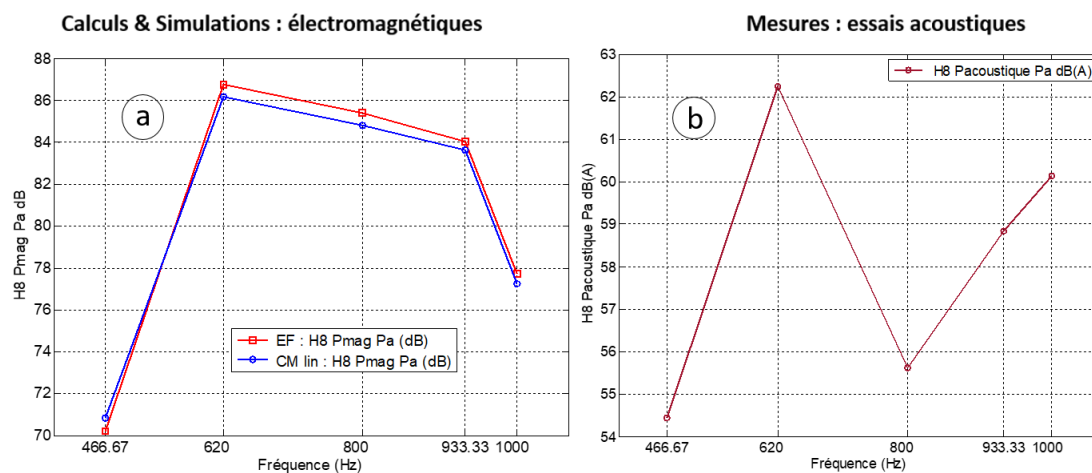 Calculs & Simulations : électromagnétiques
Mesures : essais acoustiques
a
H8 Pmag Pa dB
88
86
84
82
80
78
76
74
72
70
EF : H8 Pmag Pa (dB)
CM lin : H8 Pmag Pa (dB)
466.67 620 800 933.33 1000
Fréquence (Hz)
b
H8 Pacoustique Pa dB(A)
H8 Pacoustique Pa dB(A)
63
62
61
60
59
58
57
56
55
54
466.67 620 800 933.33 1000
Fréquence (Hz)